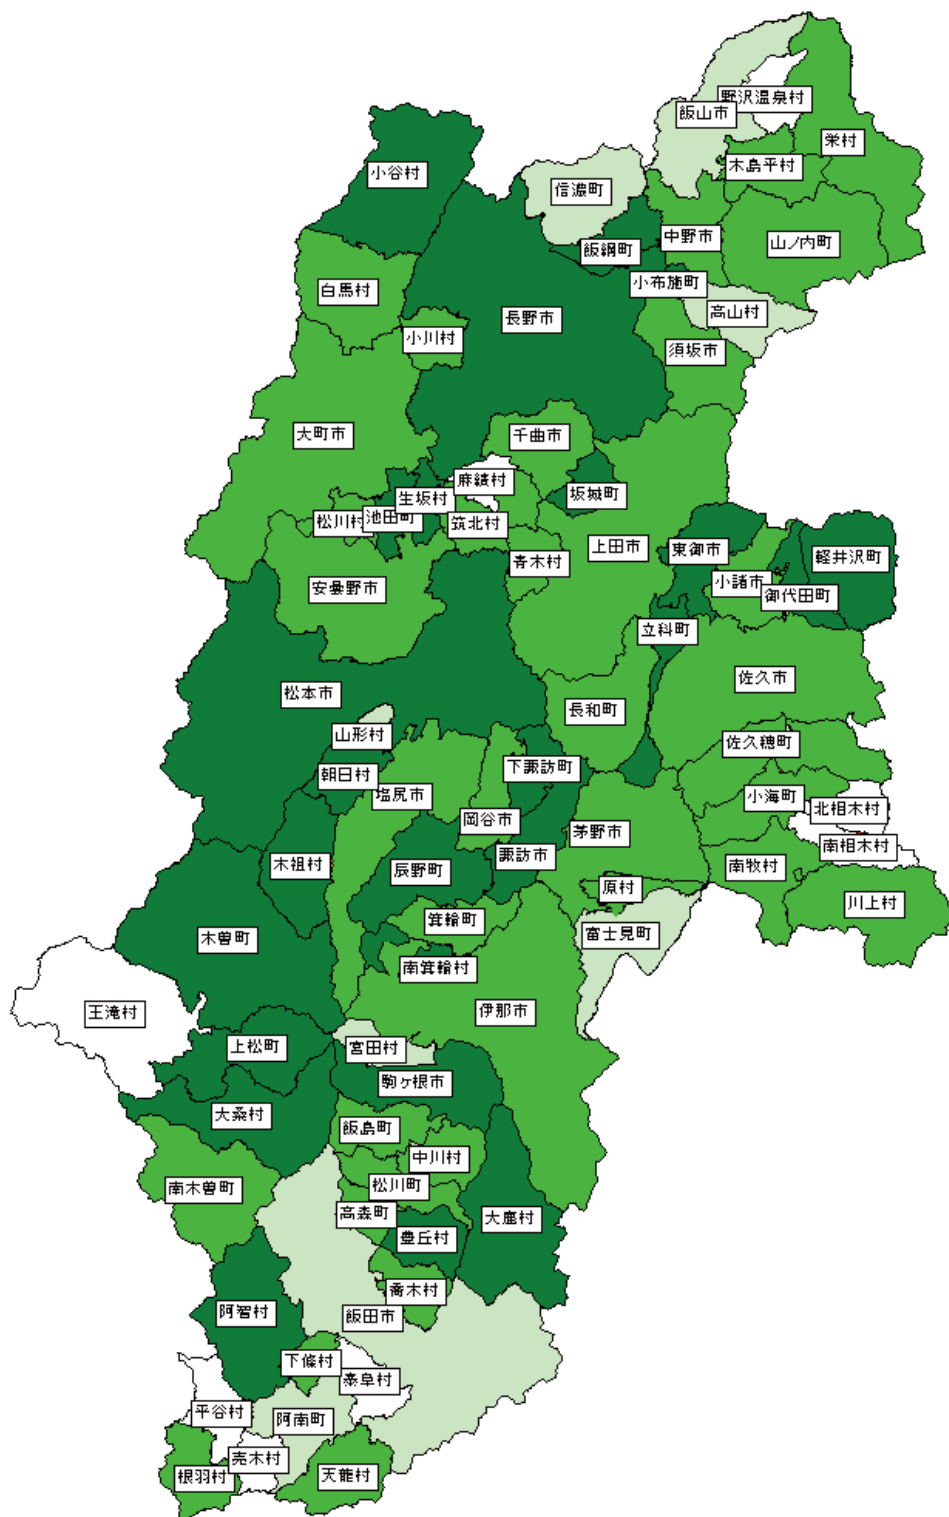 野沢温泉村
飯山市
栄村
木島平村
小谷村
信濃町
中野市
山ノ内町
飯綱町
小布施町
白馬村
高山村
長野市
小川村
須坂市
大町市
千曲市
麻績村
生坂村
坂城町
松川村
池田町
筑北村
上田市
東御市
軽井沢町
青木村
小諸市
安曇野市
御代田町
立科町
佐久市
松本市
長和町
山形村
佐久穂町
下諏訪町
朝日村
塩尻市
小海町
北相木村
岡谷市
茅野市
南相木村
諏訪市
木祖村
辰野町
南牧村
原村
川上村
箕輪町
富士見町
木曽町
南箕輪村
王滝村
伊那市
上松町
宮田村
駒ヶ根市
大桑村
飯島町
中川村
南木曽町
松川町
高森町
大鹿村
豊丘村
喬木村
阿智村
飯田市
下條村
泰阜村
平谷村
阿南町
売木村
根羽村
天龍村